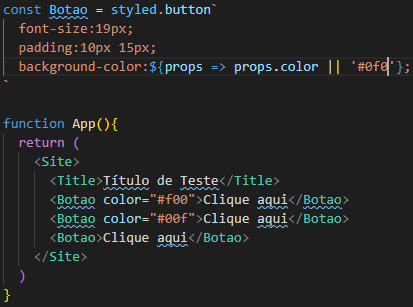 const Botao = styled.button`
  font-size:19px;
  padding:10px 15px;
  background-color:${props => props.color || '#0f0'};
`
function App(){
  return (
    <Site>
      <Title>Título de Teste</Title>
      <Botao color="#f00">Clique aqui</Botao>
      <Botao color="#00f">Clique aqui</Botao>
      <Botao>Clique aqui</Botao>
    </Site>
  )
}